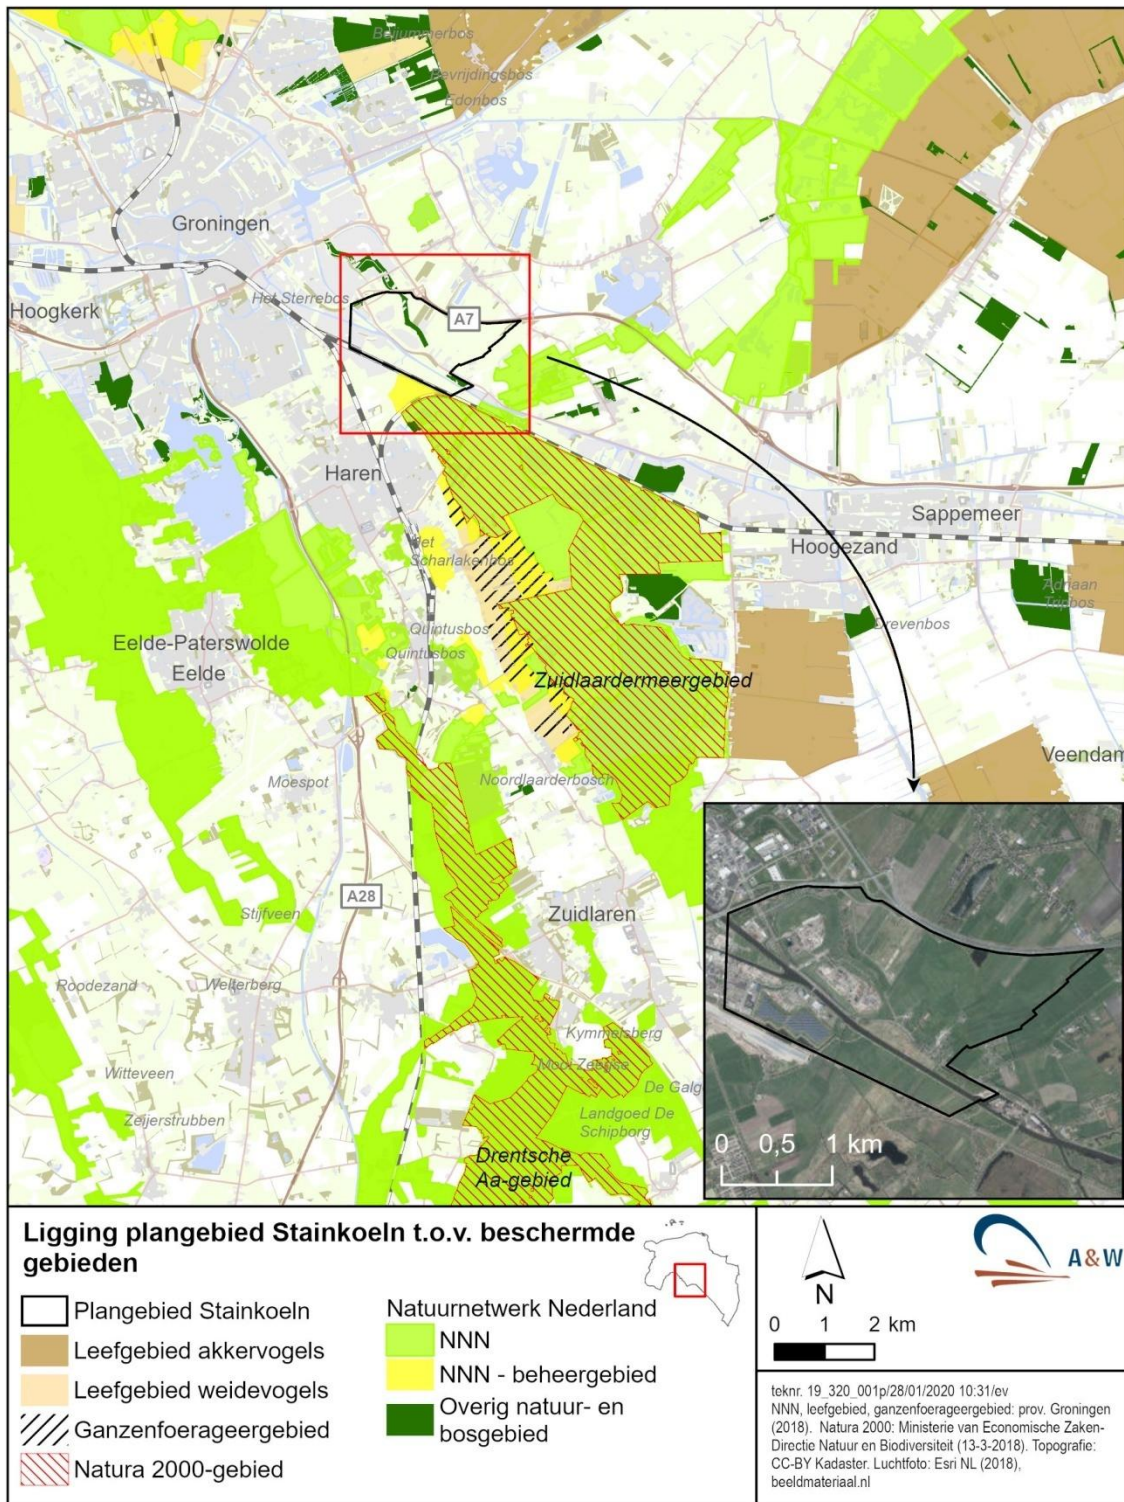 Beijummerbos
Bevrijdingsbos
Edonbos
Groningen
Het Sterrebos
Hoogkerk
A7
Haren
Sappemeer
Hoogezand
Het
Scharlakenbos
Adriaan
Tripbos
Drevenbos
Quintusbos
Eelde-Paterswolde
Eelde
Quintusbos
Zuidlaardermeergebied
Veendam
Moespot
Noordlaarderbosch
A28
Zuidlaren
Stijfveen
Roodezand
Welterberg
Kymmelsberg
Mooi Zeegse
Witteveen
De Galg
Zeijerstrubben
Landgoed De
Schipborg
Drentsche
Aa-gebied
0 0,5 1 km
Ligging plangebied Stainkoeln t.o.v. beschermde
gebieden
Plangebied Stainkoeln
Leefgebied akkervogels
Leefgebied weidevogels
Ganzenfoerageergebied
Natura 2000-gebied
Natuurnetwerk Nederland
NNN
NNN - beheergebied
Overig natuur- en
bosgebied
N
A&W
0 1 2 km
teknr. 19_320_001p/28/01/2020 10:31/ev
NNN, leefgebied, ganzenfoerageergebied: prov. Groningen
(2018). Natura 2000: Ministerie van Economische Zaken-
Directie Natuur en Biodiversiteit (13-3-2018). Topografie:
CC-BY Kadaster. Luchtfoto: Esri NL (2018),
beeldmateriaal.nl